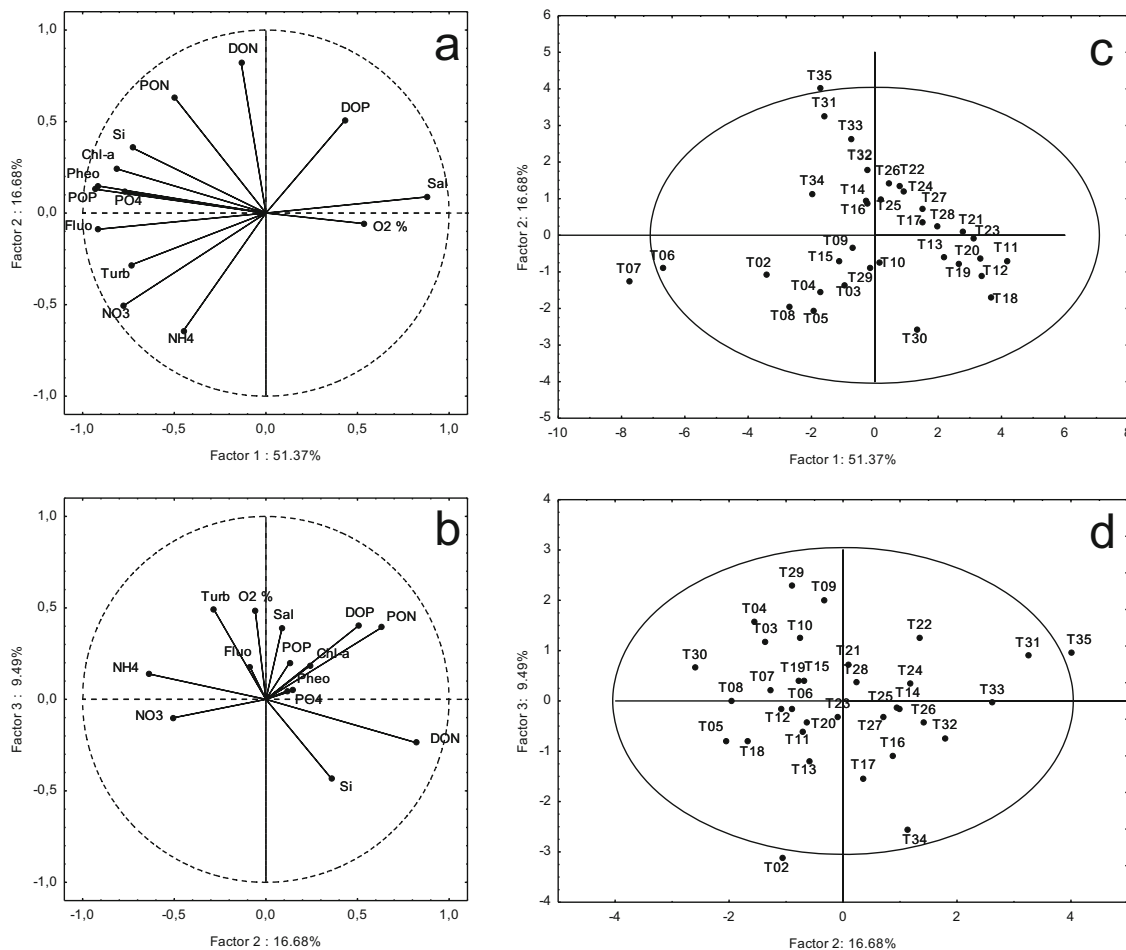 a
1,0
0,5
0,0
-0,5
-1,0
Factor 2 : 16.68%
DON
PON
DOP
Si
Chl-a
Pheo
POP
PO4
Sal
Fluo
O2 %
Turb
NO3
NH4
-1,0 -0,5 0,0 0,5 1,0
Factor 1 : 51.37%
c
6
5
4
3
2
1
0
-1
-2
-3
-4
-5
Factor 2: 16.68%
T35
T31
T33
T32
T26 T22
T34
T14
T24
T16
T25
T27
T17
T28
T21
T09
T23
T07
T06
T02
T15
T10
T13
T20
T11
T29
T19
T12
T04
T03
T18
T08
T05
T30
-10 -8 -6 -4 -2 0 2 4 6 8
Factor 1: 51.37%
b
1,0
0,5
0,0
-0,5
-1,0
Factor 3 : 9.49%
Turb
O2 %
Sal
DOP
PON
Fluo
POP
Chl-a
NH4
Pheo
PO4
NO3
DON
Si
-1,0 -0,5 0,0 0,5 1,0
Factor 2 : 16.68%
d
4
3
2
1
0
-1
-2
-3
-4
Factor 3: 9.49%
T29
T09
T04
T03
T10
T22
T31
T35
T30
T21
T07
T19
T15
T28
T24
T08
T06
T25
T14
T33
T12
T23
T26
T05
T18
T20
T27
T32
T11
T13
T16
T17
T34
T02
-4 -2 0 2 4
Factor 2: 16.68%